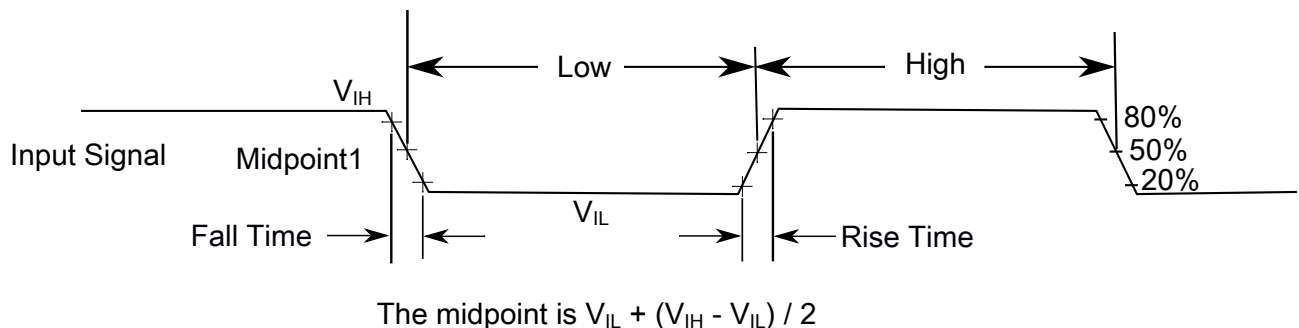 Low
High
V_IH
80%
Input Signal
Midpoint1
50%
20%
V_IL
Fall Time
Rise Time
The midpoint is V_IL + (V_IH - V_IL) / 2